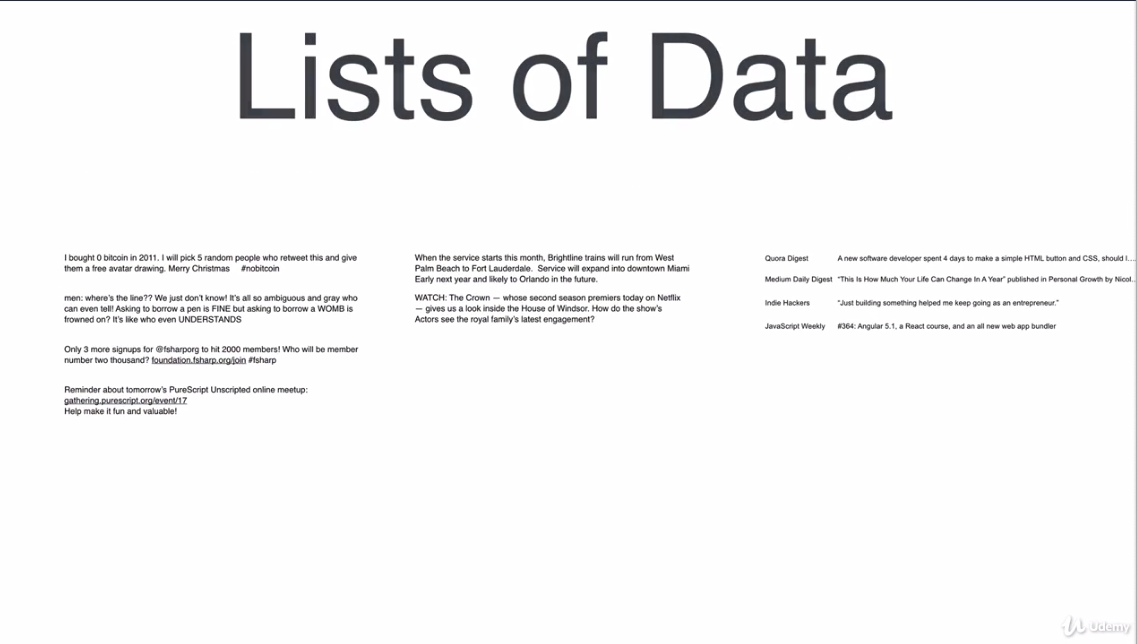 Lists of Data
I bought 0 bitcoin in 2011. I will pick 5 random people who retweet this and give
them a free avatar drawing. Merry Christmas #nobitcoin
men: where's the line?? We just don't know! It's all so ambiguous and gray who
can even tell! Asking to borrow a pen is FINE but asking to borrow a WOMB is
frowned on? It's like who even UNDERSTANDS
Only 3 more signups for @fsharporg to hit 2000 members! Who will be member
number two thousand? foundation.fsharp.org/join #fsharp
Reminder about tomorrow's PureScript Unscripted online meetup:
gathering.purescript.org/event/17
Help make it fun and valuable!
When the service starts this month, Brightline trains will run from West
Palm Beach to Fort Lauderdale. Service will expand into downtown Miami
Early next year and likely to Orlando in the future.
WATCH: The Crown — whose second season premiers today on Netflix
— gives us a look inside the House of Windsor. How do the show's
Actors see the royal family's latest engagement?
Quora Digest A new software developer spent 4 days to make a simple HTML button and CSS, should I....
Medium Daily Digest "This Is How Much Your Life Can Change In A Year" published in Personal Growth by Nicol..
Indie Hackers "Just building something helped me keep going as an entrepreneur."
JavaScript Weekly #364: Angular 5.1, a React course, and an all new web app bundler
Udemy